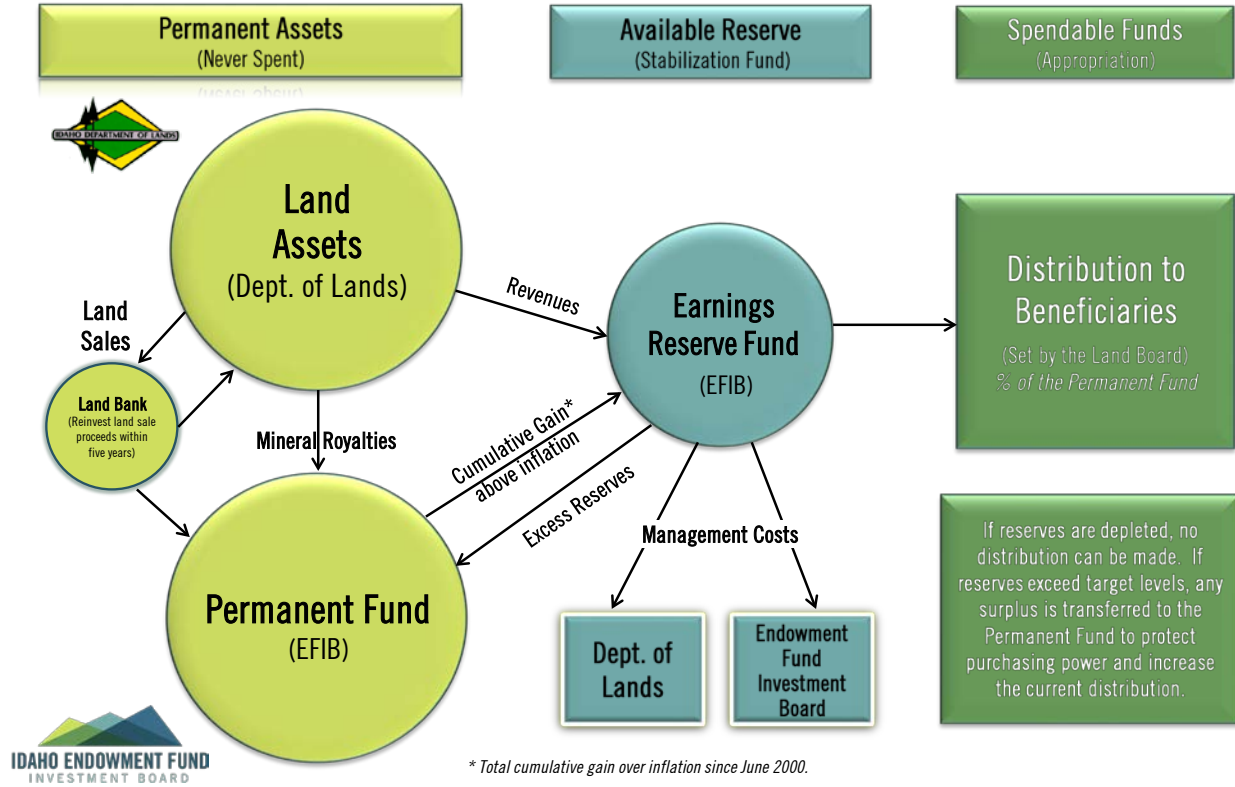 Permanent Assets
(Never Spent)
Available Reserve
(Stabilization Fund)
Spendable Funds
(Appropriation)
IDAHO DEPARTMENT OF LANDS
Land
Assets
(Dept. of Lands)
Land
Sales
Land Bank
(Reinvest land sale
proceeds within
five years)
Mineral Royalties
Revenues
Earnings
Reserve Fund
(EFIB)
Cumulative Gain*
above inflation
Excess Reserves
Permanent Fund
(EFIB)
Management Costs
Dept. of
Lands
Endowment
Fund
Investment
Board
Distribution to
Beneficiaries
(Set by the Land Board)
% of the Permanent Fund
If reserves are depleted, no
distribution can be made. If
reserves exceed target levels, any
surplus is transferred to the
Permanent Fund to protect
purchasing power and increase
the current distribution.
IDAHO ENDOWMENT FUND
INVESTMENT BOARD
* Total cumulative gain over inflation since June 2000.